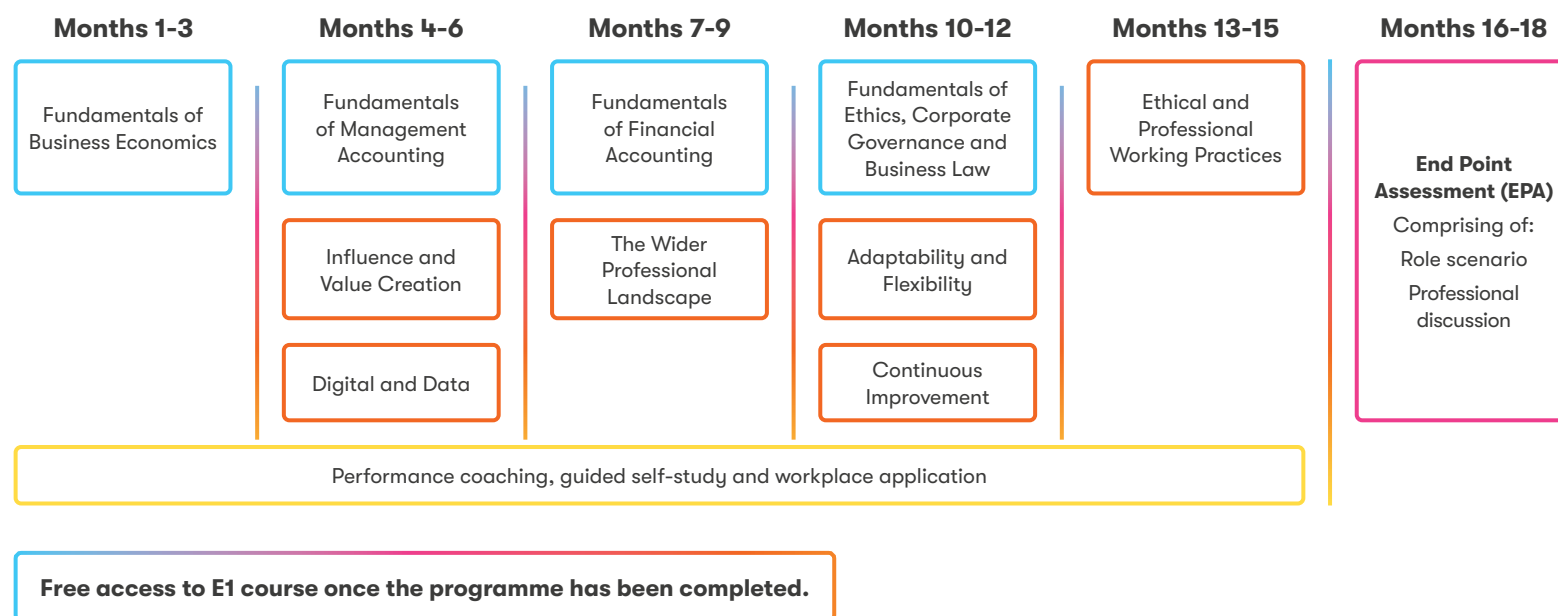 Months 1-3
Fundamentals of
Business Economics
Months 4-6
Fundamentals
of Management
Accounting
Influence and
Value Creation
Digital and Data
Months 7-9
Fundamentals
of Financial
Accounting
The Wider
Professional
Landscape
Months 10-12
Fundamentals of
Ethics, Corporate
Governance and
Business Law
Adaptability and
Flexibility
Continuous
Improvement
Months 13-15
Ethical and
Professional
Working Practices
Months 16-18
End Point
Assessment (EPA)
Comprising of:
Role scenario
Professional
discussion
Performance coaching, guided self-study and workplace application
Free access to E1 course once the programme has been completed.